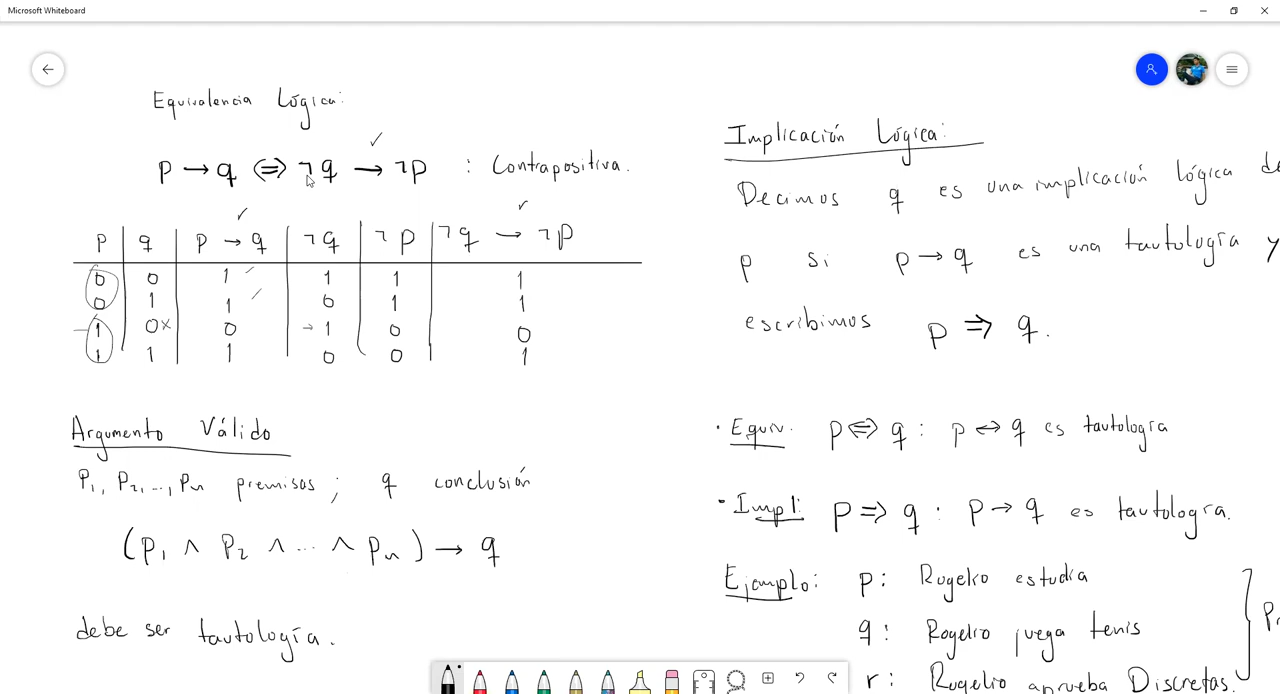 Microsoft Whiteboard
Equivalencia Lógica:
p → q ⟺ ¬q → ¬p : Contrapositiva.
p | q | p → q | ¬q | ¬p | ¬q → ¬p
0 | 0 | 1 | 1 | 1 | 1
0 | 1 | 1 | 0 | 1 | 1
1 | 0 | 0 | 1 | 0 | 0
1 | 1 | 1 | 0 | 0 | 1
Argumento Válido
P₁, P₂, ..., Pₙ premisas ; q conclusión
(P₁ ∧ P₂ ∧ ... ∧ Pₙ) → q
debe ser tautología.
Implicación Lógica:
Decimos q es una implicación lógica de
p si p → q es una tautología y
escribimos p ⟹ q.
· Equiv. p ⟺ q : p ↔ q es tautología
· Impl: p ⟹ q : p → q es tautología.
Ejemplo: p: Rogelio estudia
q: Rogelio juega tenis
r: Rogelio aprueba Discretas.